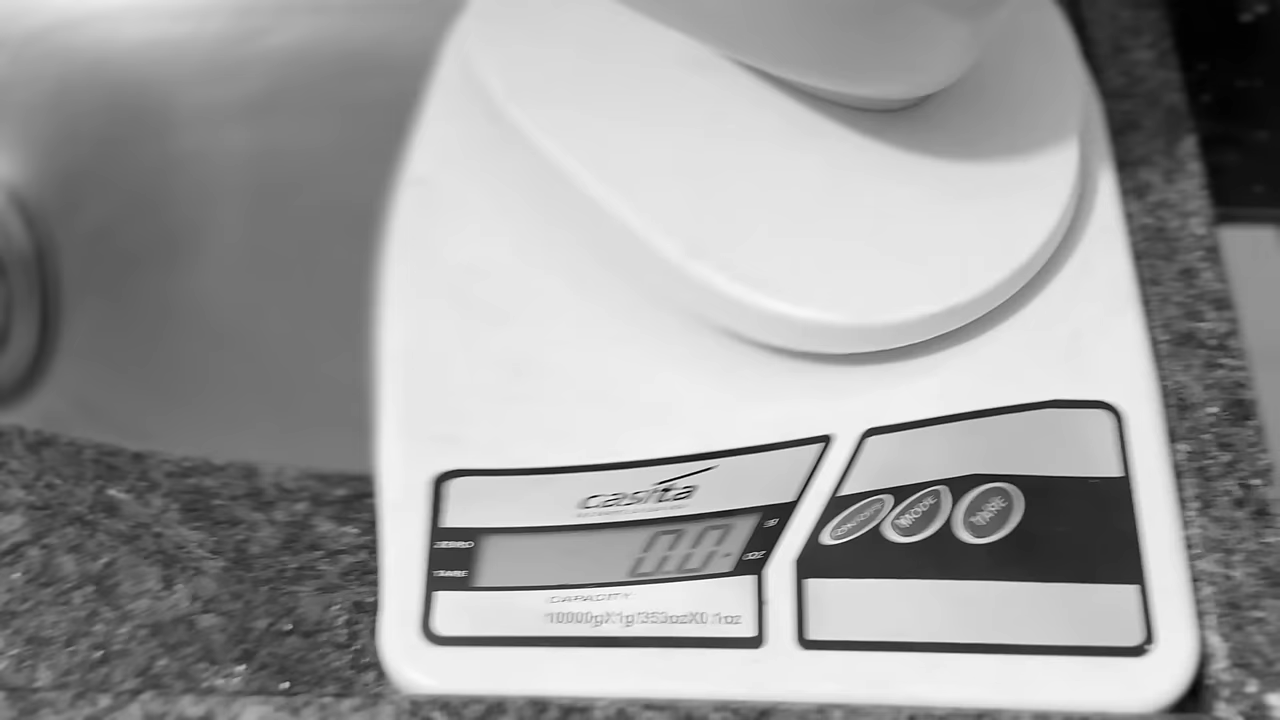 casita
ZERO
TARE
0.0.
g
oz
CAPACITY
10000gX1g/353ozX0.1oz
ON/OFF
MODE
TARE